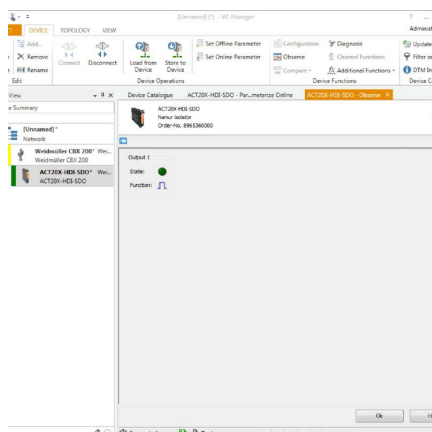 [Unnamed] (*) - WI-Manager
DEVICE TOPOLOGY VIEW Administ
Add...
Remove
Rename
Edit
Connect Disconnect
Load from Device
Store to Device
Set Offline Parameter
Set Online Parameter
Device Operations
Configuration
Observe
Compare
Diagnosis
Channel Functions
Additional Functions
Device Functions
Update
Filter o
DTM In
Device C
View
Summary
Device Catalogue ACT20X-HDI-SDO - Par...meterize Online ACT20X-HDI-SDO - Observe
[Unnamed]*
Network
Weidmüller CBX 200* Wei...
Weidmüller CBX 200
ACT20X-HDI-SDO* Wei...
ACT20X-HDI-SDO
ACT20X-HDI-SDO
Namur isolator
Order-No. 8965360000
Output 1
State:
Function:
Ok
H